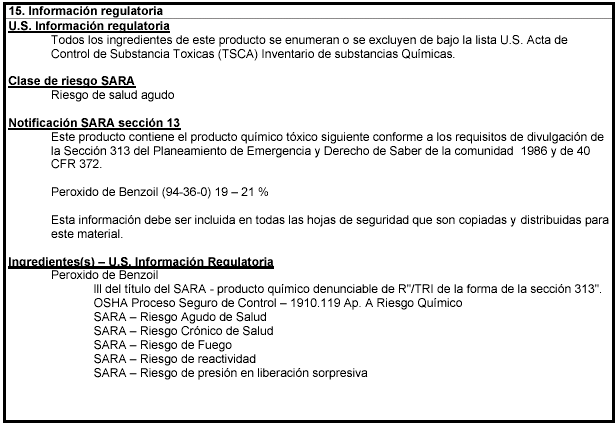 15. Información regulatoria
U.S. Información regulatoria
Todos los ingredientes de este producto se enumeran o se excluyen de bajo la lista U.S. Acta de
Control de Substancia Toxicas (TSCA) Inventario de substancias Químicas.
Clase de riesgo SARA
Riesgo de salud agudo
Notificación SARA sección 13
Este producto contiene el producto químico tóxico siguiente conforme a los requisitos de divulgación de
la Sección 313 del Planeamiento de Emergencia y Derecho de Saber de la comunidad 1986 y de 40
CFR 372.
Peroxido de Benzoil (94-36-0) 19 – 21 %
Esta información debe ser incluida en todas las hojas de seguridad que son copiadas y distribuidas para
este material.
Ingredientes(s) – U.S. Información Regulatoria
Peroxido de Benzoil
III del título del SARA - producto químico denunciable de R"/TRI de la forma de la sección 313".
OSHA Proceso Seguro de Control – 1910.119 Ap. A Riesgo Químico
SARA – Riesgo Agudo de Salud
SARA – Riesgo Crónico de Salud
SARA – Riesgo de Fuego
SARA – Riesgo de reactividad
SARA – Riesgo de presión en liberación sorpresiva